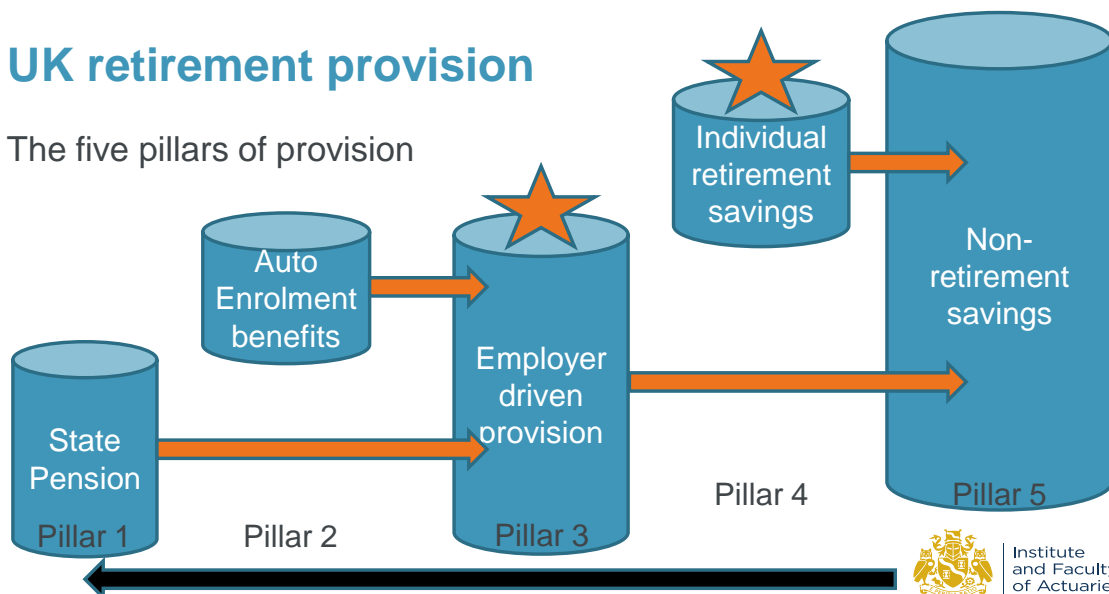 UK retirement provision
The five pillars of provision
Individual
retirement
savings
Auto
Enrolment
benefits
Non-
retirement
savings
Employer
driven
provision
State
Pension
Pillar 1
Pillar 2
Pillar 3
Pillar 4
Pillar 5
Institute
and Faculty
of Actuarie